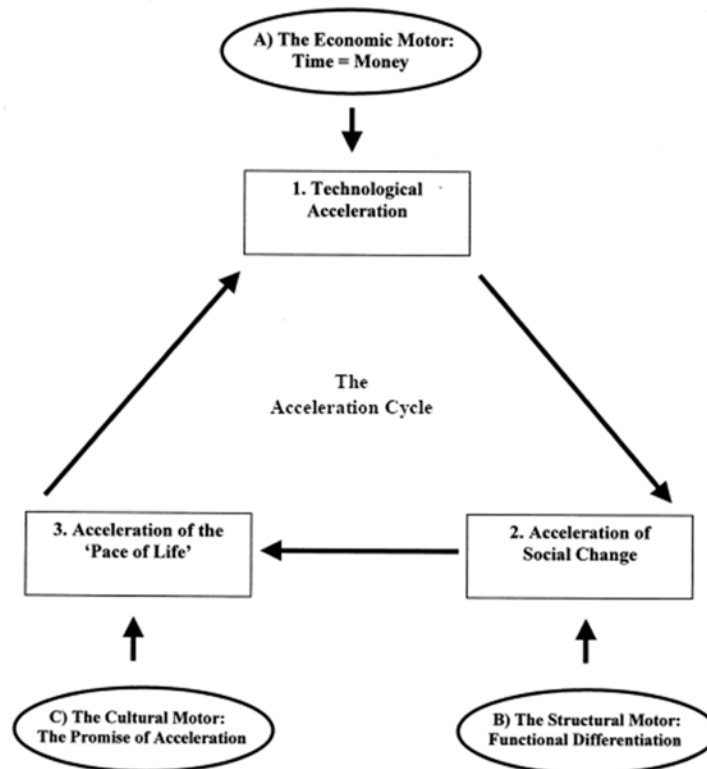 A) The Economic Motor:
Time = Money
1. Technological
Acceleration
The
Acceleration Cycle
3. Acceleration of the
‘Pace of Life’
2. Acceleration of
Social Change
C) The Cultural Motor:
The Promise of Acceleration
B) The Structural Motor:
Functional Differentiation